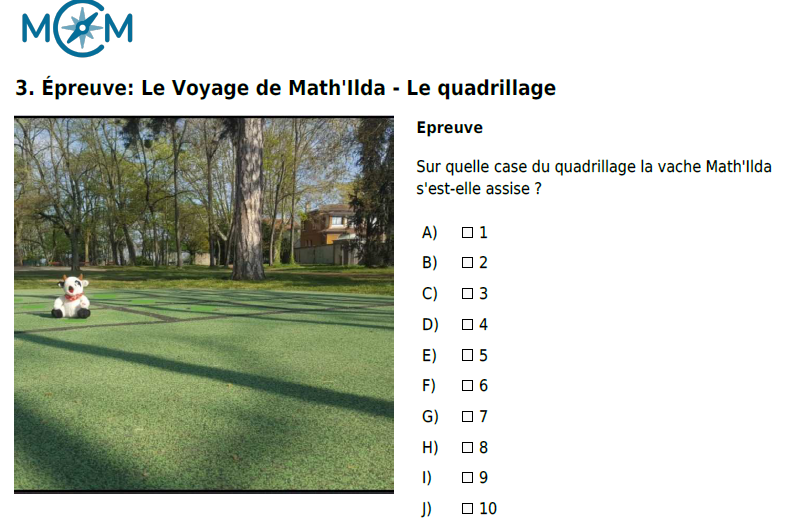 MCM
3. Épreuve: Le Voyage de Math'Ilda - Le quadrillage
Epreuve
Sur quelle case du quadrillage la vache Math'Ilda
s'est-elle assise ?
A) ☐ 1
B) ☐ 2
C) ☐ 3
D) ☐ 4
E) ☐ 5
F) ☐ 6
G) ☐ 7
H) ☐ 8
I) ☐ 9
J) ☐ 10